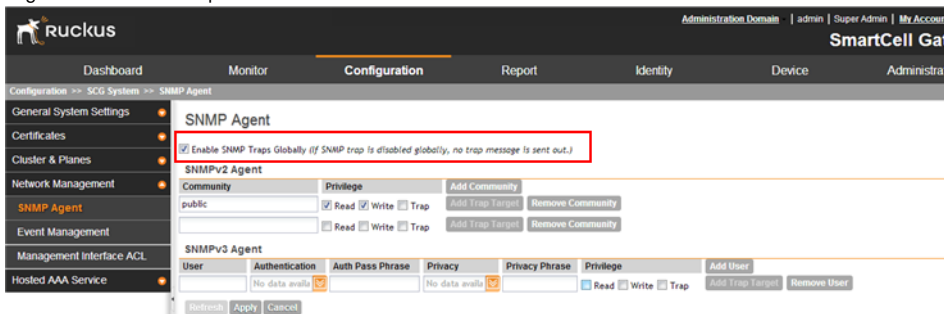 Ruckus
Administration Domain | admin | Super Admin | My Accou
SmartCell Ga
Dashboard Monitor Configuration Report Identity Device Administra
Configuration >> SCG System >> SNMP Agent
General System Settings
Certificates
Cluster & Planes
Network Management
SNMP Agent
Event Management
Management Interface ACL
Hosted AAA Service
SNMP Agent
Enable SNMP Traps Globally (If SNMP trap is disabled globally, no trap message is sent out.)
SNMPv2 Agent
Community Privilege Add Community
public Read Write Trap Add Trap Target Remove Community
Read Write Trap Add Trap Target Remove Community
SNMPv3 Agent
User Authentication Auth Pass Phrase Privacy Privacy Phrase Privilege Add User
No data availa No data availa Read Write Trap Add Trap Target Remove User
Refresh Apply Cancel